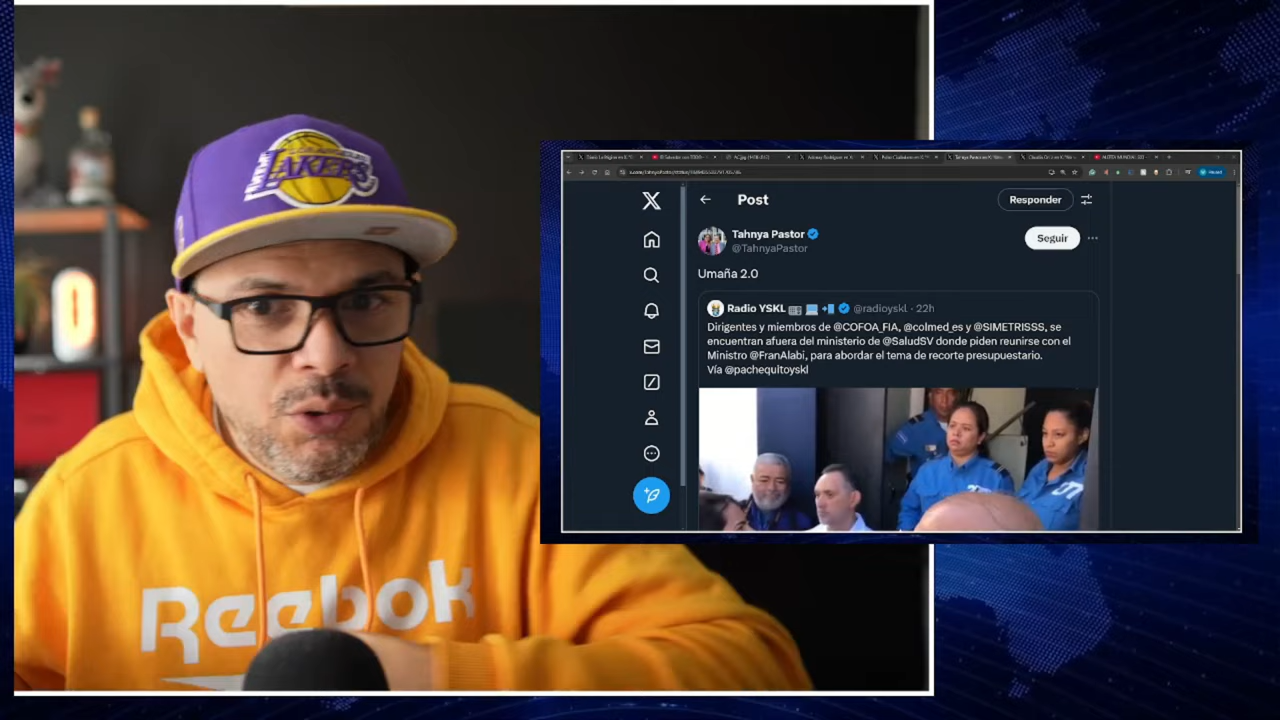 LAKERS
Reebok
Post
Responder
Tahnya Pastor
@TahnyaPastor
Seguir
Umaña 2.0
Radio YSKL @radioyskl · 22h
Dirigentes y miembros de @COFOA_FIA, @colmed_es y @SIMETRISSS, se
encuentran afuera del ministerio de @SaludSV donde piden reunirse con el
Ministro @FranAlabi, para abordar el tema de recorte presupuestario.
Vía @pachequitoyskl